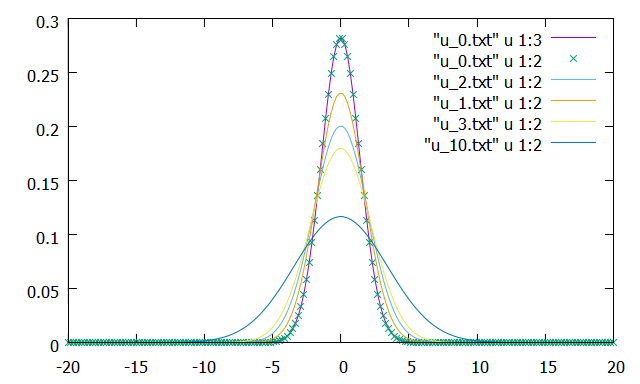 0.3
0.25
0.2
0.15
0.1
0.05
0
-20
-15
-10
-5
0
5
10
15
20
"u_0.txt" u 1:3
"u_0.txt" u 1:2
"u_2.txt" u 1:2
"u_1.txt" u 1:2
"u_3.txt" u 1:2
"u_10.txt" u 1:2